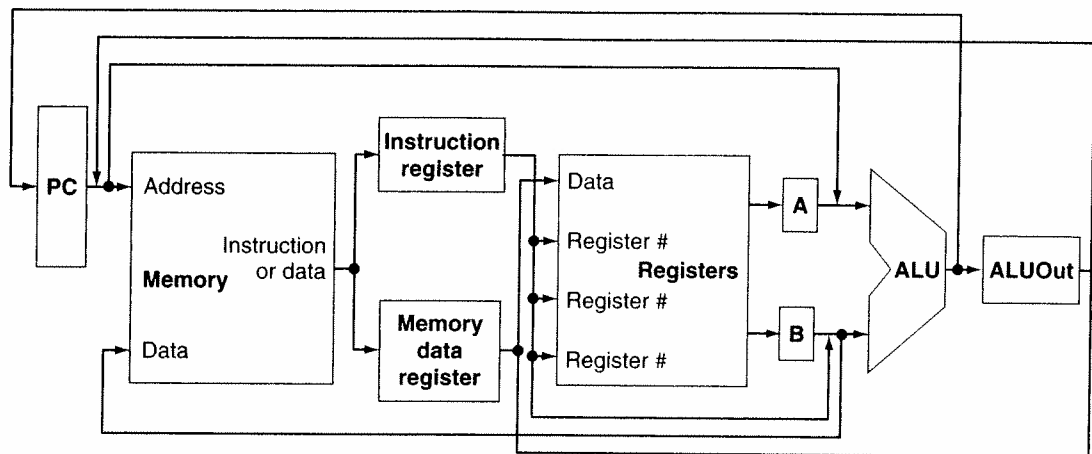 PC
Address
Instruction
or data
Memory
Data
Instruction
register
Memory
data
register
Data
Register #
Register #
Register #
Registers
A
B
ALU
ALUOut